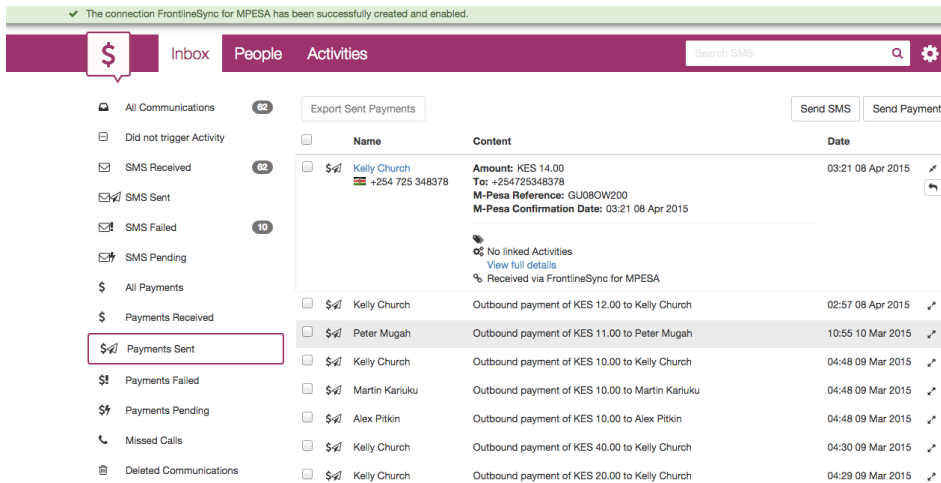 The connection FrontlineSync for MPESA has been successfully created and enabled.
$ Inbox People Activities Search SMS
All Communications 62
Did not trigger Activity
SMS Received 62
SMS Sent
SMS Failed 10
SMS Pending
$ All Payments
$ Payments Received
$ Payments Sent
$! Payments Failed
$ Payments Pending
Missed Calls
Deleted Communications
Export Sent Payments Send SMS Send Payment
Name Content Date
$ Kelly Church Amount: KES 14.00 03:21 08 Apr 2015
+254 725 348378 To: +254725348378
M-Pesa Reference: GU08OW200
M-Pesa Confirmation Date: 03:21 08 Apr 2015
No linked Activities
View full details
Received via FrontlineSync for MPESA
$ Kelly Church Outbound payment of KES 12.00 to Kelly Church 02:57 08 Apr 2015
$ Peter Mugah Outbound payment of KES 11.00 to Peter Mugah 10:55 10 Mar 2015
$ Kelly Church Outbound payment of KES 10.00 to Kelly Church 04:48 09 Mar 2015
$ Martin Kariuku Outbound payment of KES 10.00 to Martin Kariuku 04:48 09 Mar 2015
$ Alex Pitkin Outbound payment of KES 10.00 to Alex Pitkin 04:48 09 Mar 2015
$ Kelly Church Outbound payment of KES 40.00 to Kelly Church 04:30 09 Mar 2015
$ Kelly Church Outbound payment of KES 20.00 to Kelly Church 04:29 09 Mar 2015